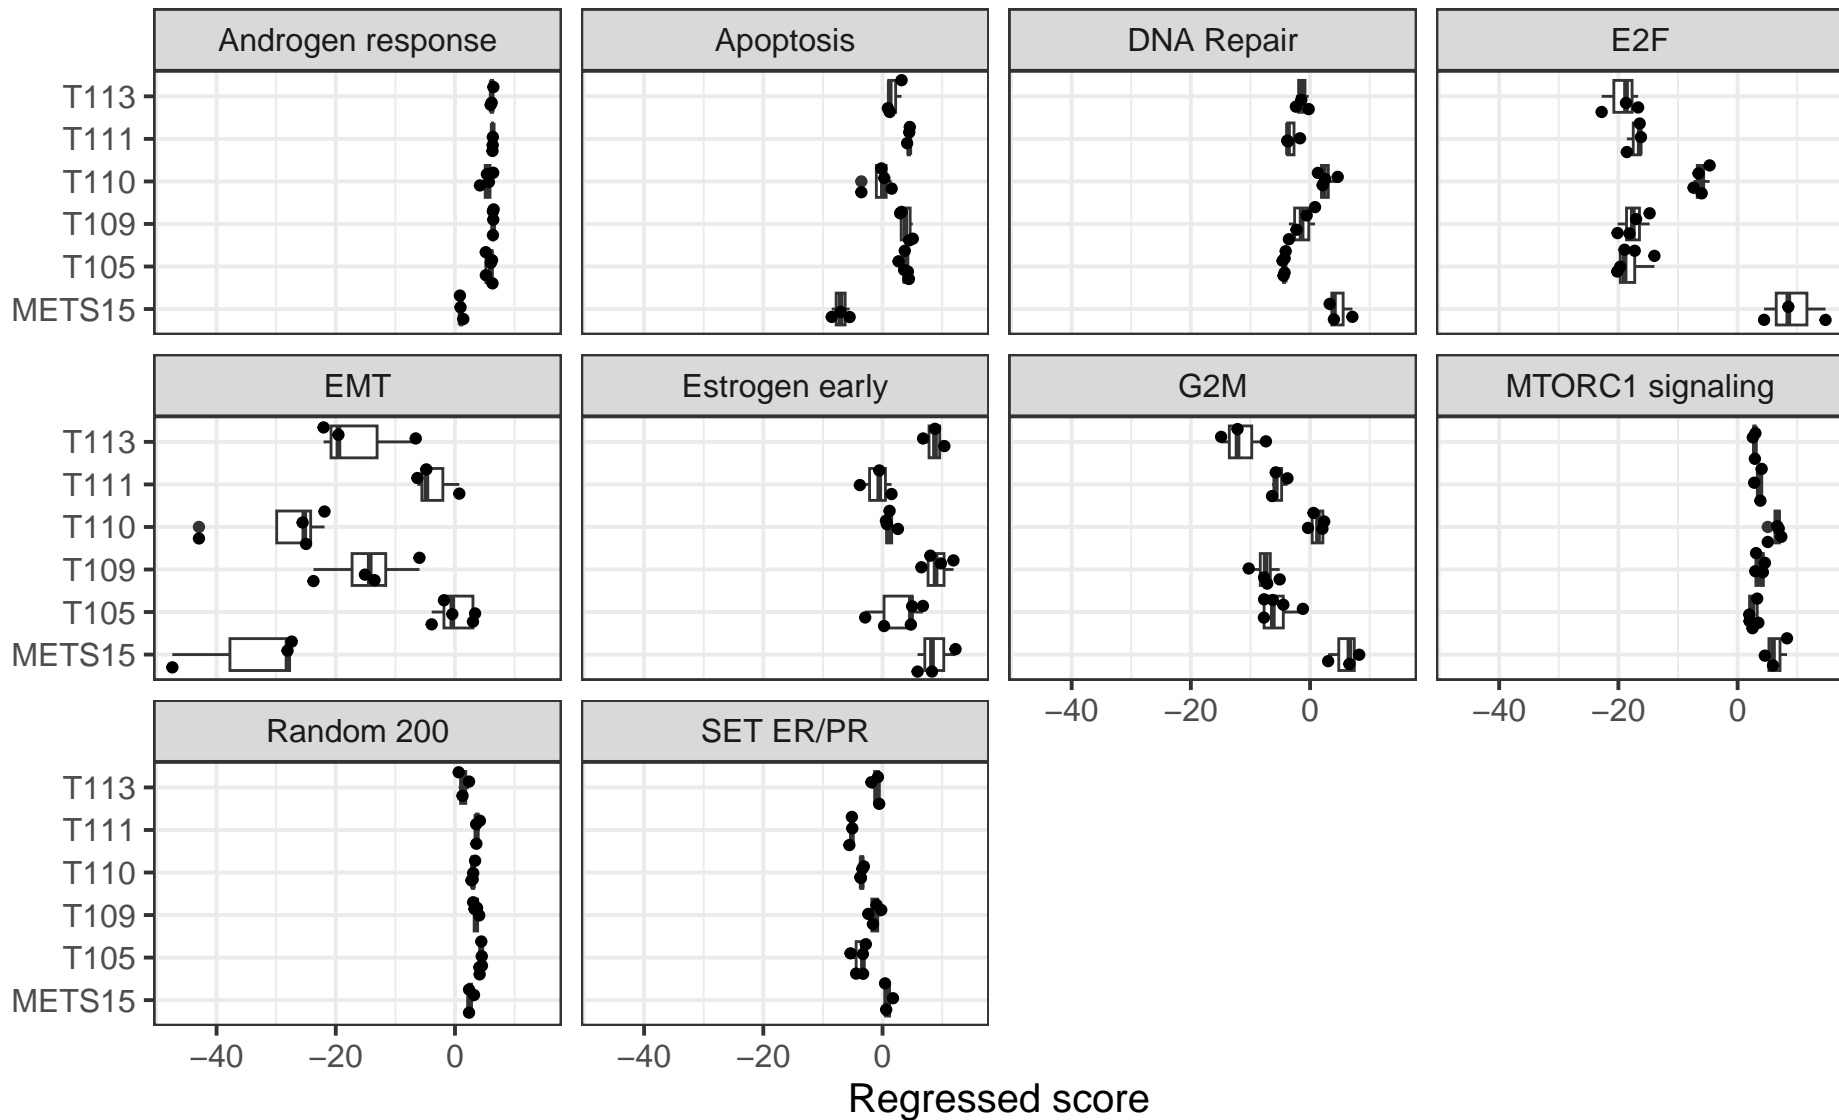 Androgen response Apoptosis DNA Repair E2F
T113
T111
T110
T109
T105
METS15
EMT Estrogen early G2M MTORC1 signaling
T113
T111
T110
T109
T105
METS15
−40 −20 0 −40 −20 0
Random 200 SET ER/PR
T113
T111
T110
T109
T105
METS15
−40 −20 0 −40 −20 0
Regressed score